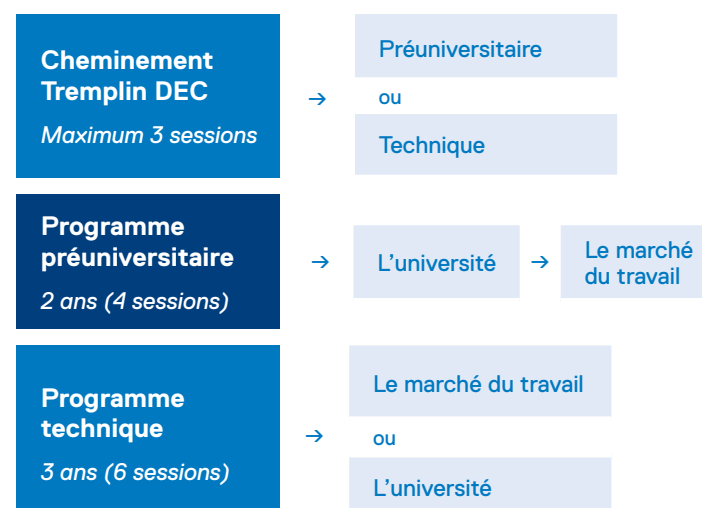 Cheminement
Tremplin DEC
Maximum 3 sessions
→
Préuniversitaire
ou
Technique
Programme
préuniversitaire
2 ans (4 sessions)
→
L'université
→
Le marché
du travail
Programme
technique
3 ans (6 sessions)
→
Le marché du travail
ou
L'université